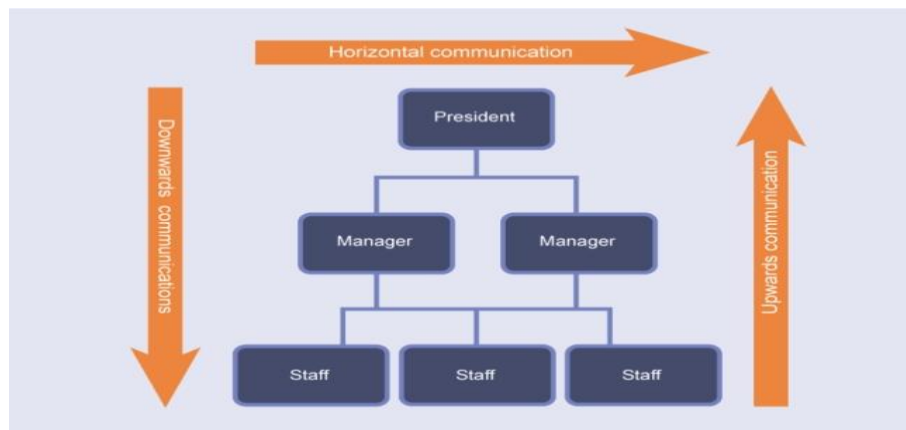 Horizontal communication
Downwards communications
President
Upwards communication
Manager
Manager
Staff
Staff
Staff